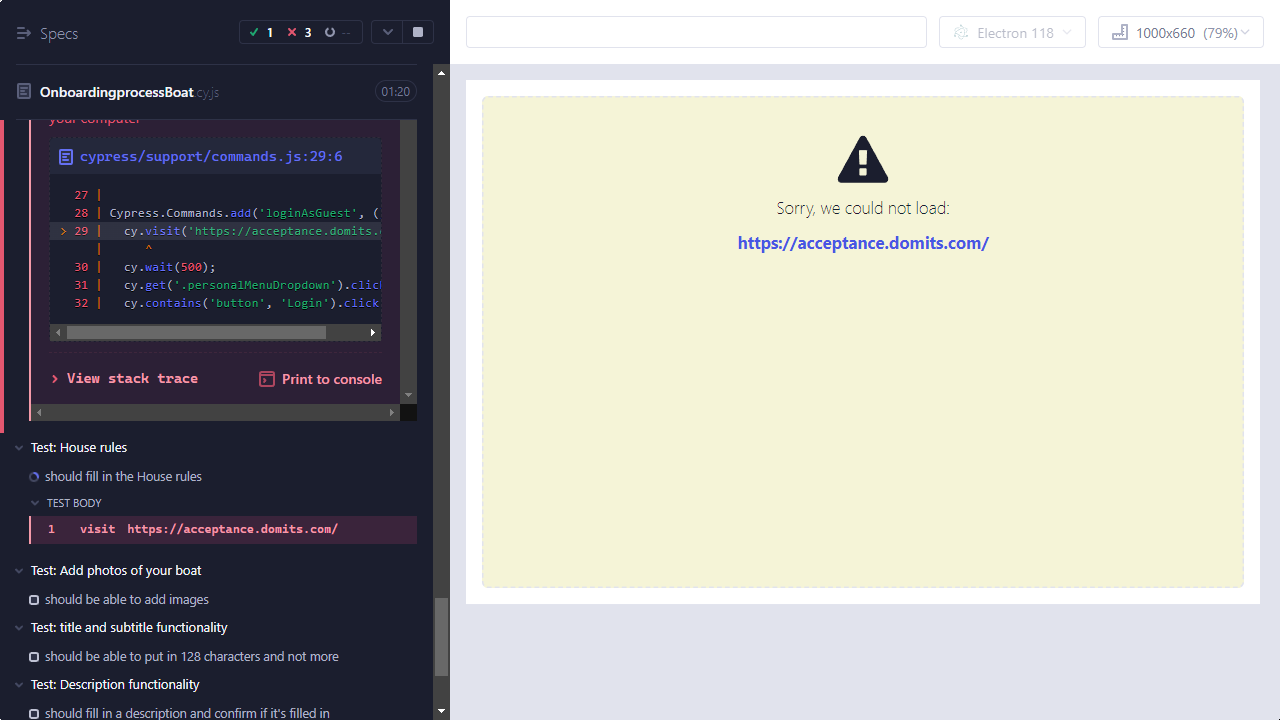 Specs
1 3 --
OnboardingprocessBoat.cy.js 01:20
your computer
cypress/support/commands.js:29:6
27 |
28 | Cypress.Commands.add('loginAsGuest', (
> 29 | cy.visit('https://acceptance.domits.
| ^
30 | cy.wait(500);
31 | cy.get('.personalMenuDropdown').click
32 | cy.contains('button', 'Login').click
> View stack trace
Print to console
Test: House rules
should fill in the House rules
TEST BODY
1 visit https://acceptance.domits.com/
Test: Add photos of your boat
should be able to add images
Test: title and subtitle functionality
should be able to put in 128 characters and not more
Test: Description functionality
should fill in a description and confirm if it's filled in
Electron 118
1000x660 (79%)
Sorry, we could not load:
https://acceptance.domits.com/